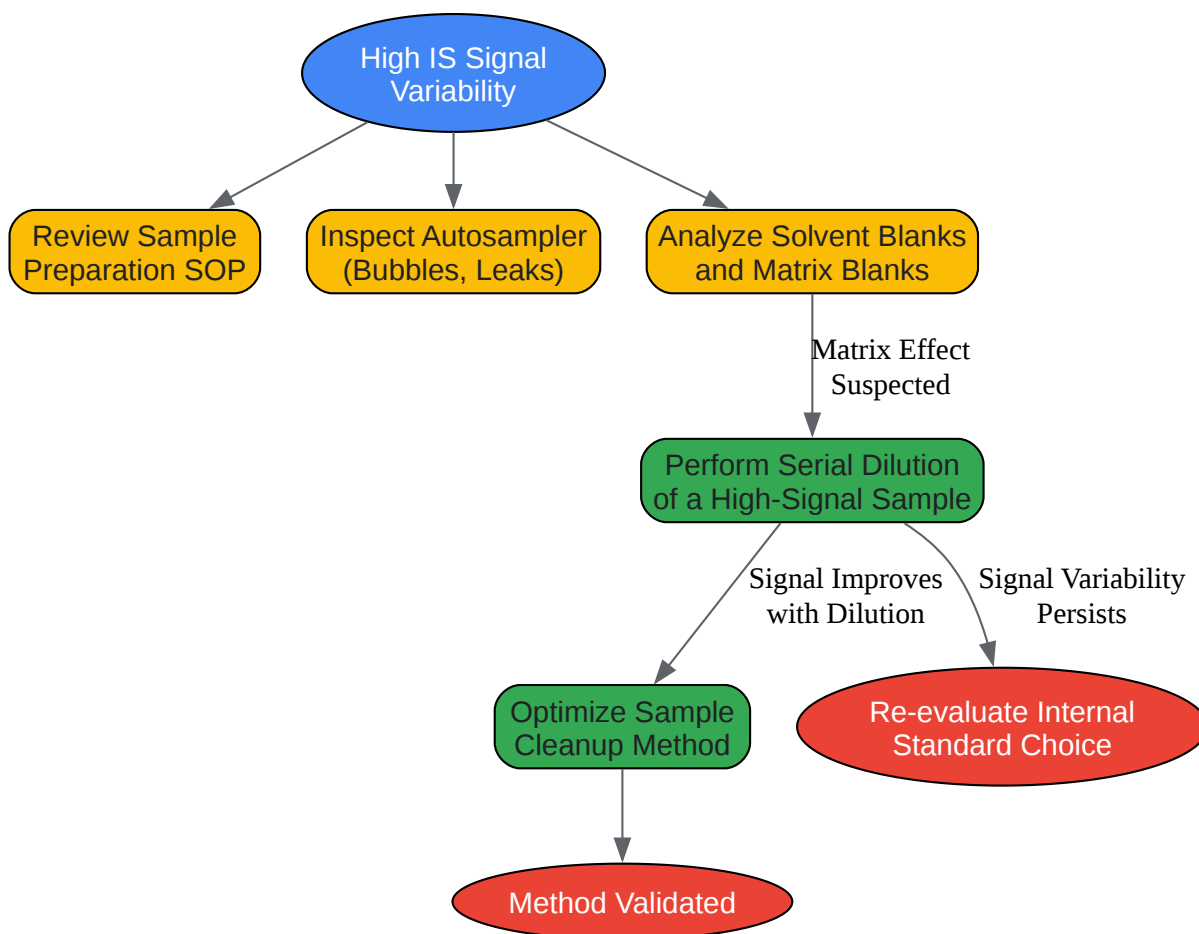 High IS Signal
Variability
Review Sample
Preparation SOP
Inspect Autosampler
(Bubbles, Leaks)
Analyze Solvent Blanks
and Matrix Blanks
Matrix Effect
Suspected
Perform Serial Dilution
of a High-Signal Sample
Signal Improves
with Dilution
Signal Variability
Persists
Optimize Sample
Cleanup Method
Re-evaluate Internal
Standard Choice
Method Validated